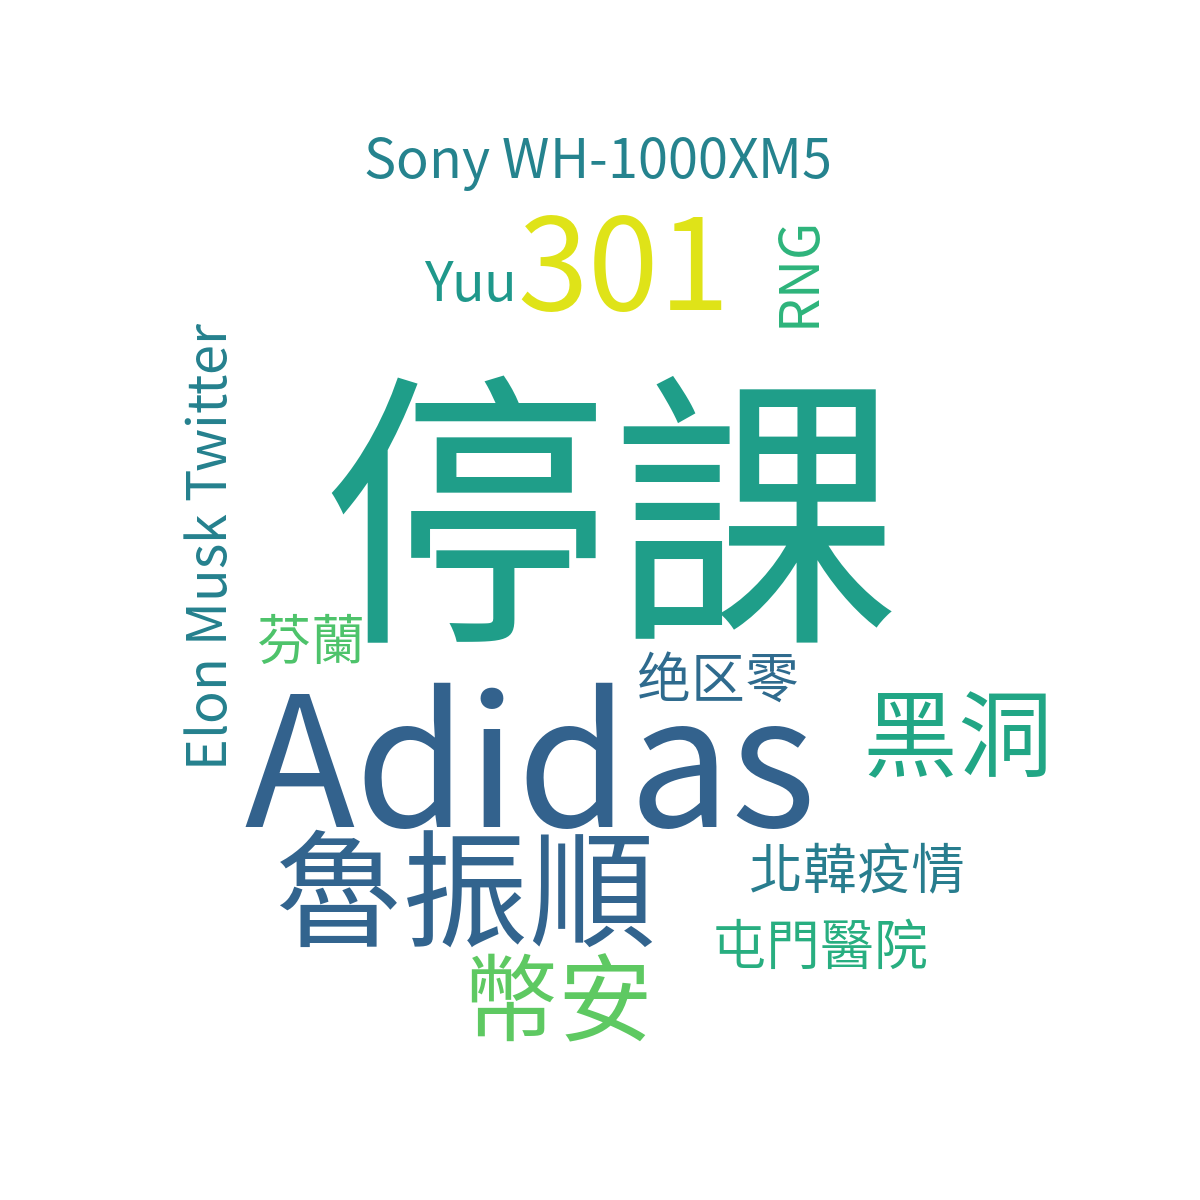 Sony WH-1000XM5
301
Yuu
RNG
Elon Musk Twitter
停課
芬蘭
绝区零
Adidas
黑洞
魯振順
北韓疫情
屯門醫院
幣安